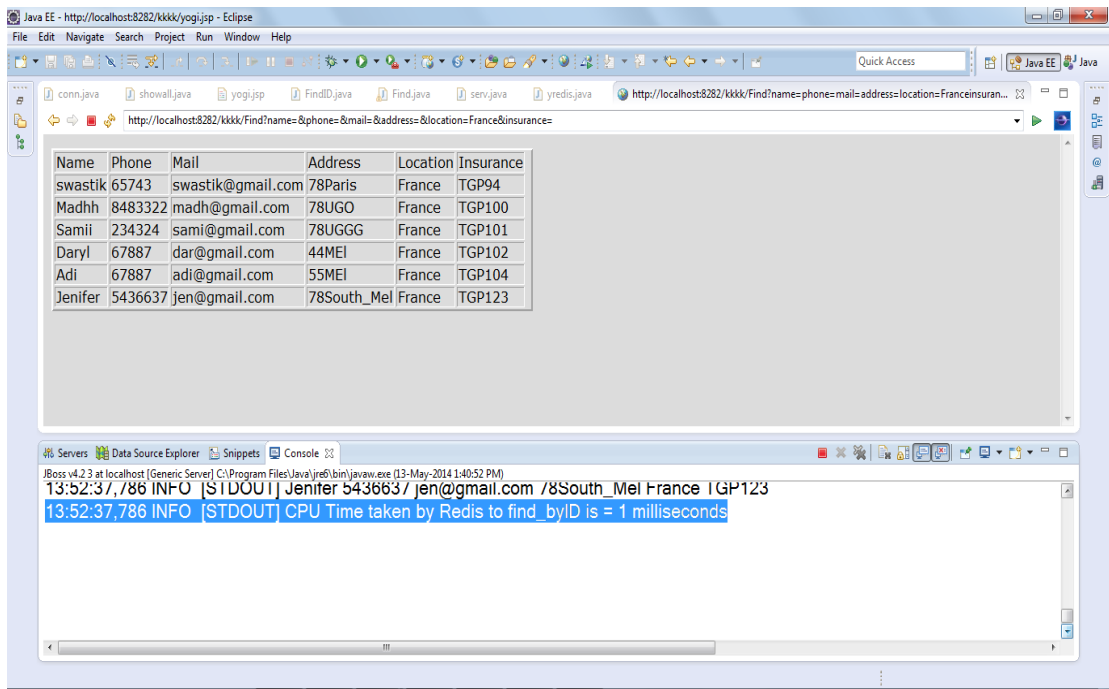 Java EE - http://localhost:8282/kkkk/yogi.jsp - Eclipse
File Edit Navigate Search Project Run Window Help
Quick Access
Java EE
Java
conn.java showall.java yogi.jsp FindID.java Find.java serv.java yredis.java http://localhost:8282/kkkk/Find?name=phone=mail=address=location=Franceinsuran...
http://localhost:8282/kkkk/Find?name=&phone=&mail=&address=&location=France&insurance=
Name Phone Mail Address Location Insurance
swastik 65743 swastik@gmail.com 78Paris France TGP94
Madhh 8483322 madh@gmail.com 78UGO France TGP100
Samii 234324 sami@gmail.com 78UGGG France TGP101
Daryl 67887 dar@gmail.com 44MEl France TGP102
Adi 67887 adi@gmail.com 55MEl France TGP104
Jenifer 5436637 jen@gmail.com 78South_Mel France TGP123
Servers Data Source Explorer Snippets Console
JBoss v4.2 3 at localhost [Generic Server] C:\Program Files\Java\jre6\bin\javaw.exe (13-May-2014 1:40:52 PM)
13:52:37,786 INFO [STDOUT] Jenifer 5436637 jen@gmail.com 78South_Mel France TGP123
13:52:37,786 INFO [STDOUT] CPU Time taken by Redis to find_byID is = 1 milliseconds